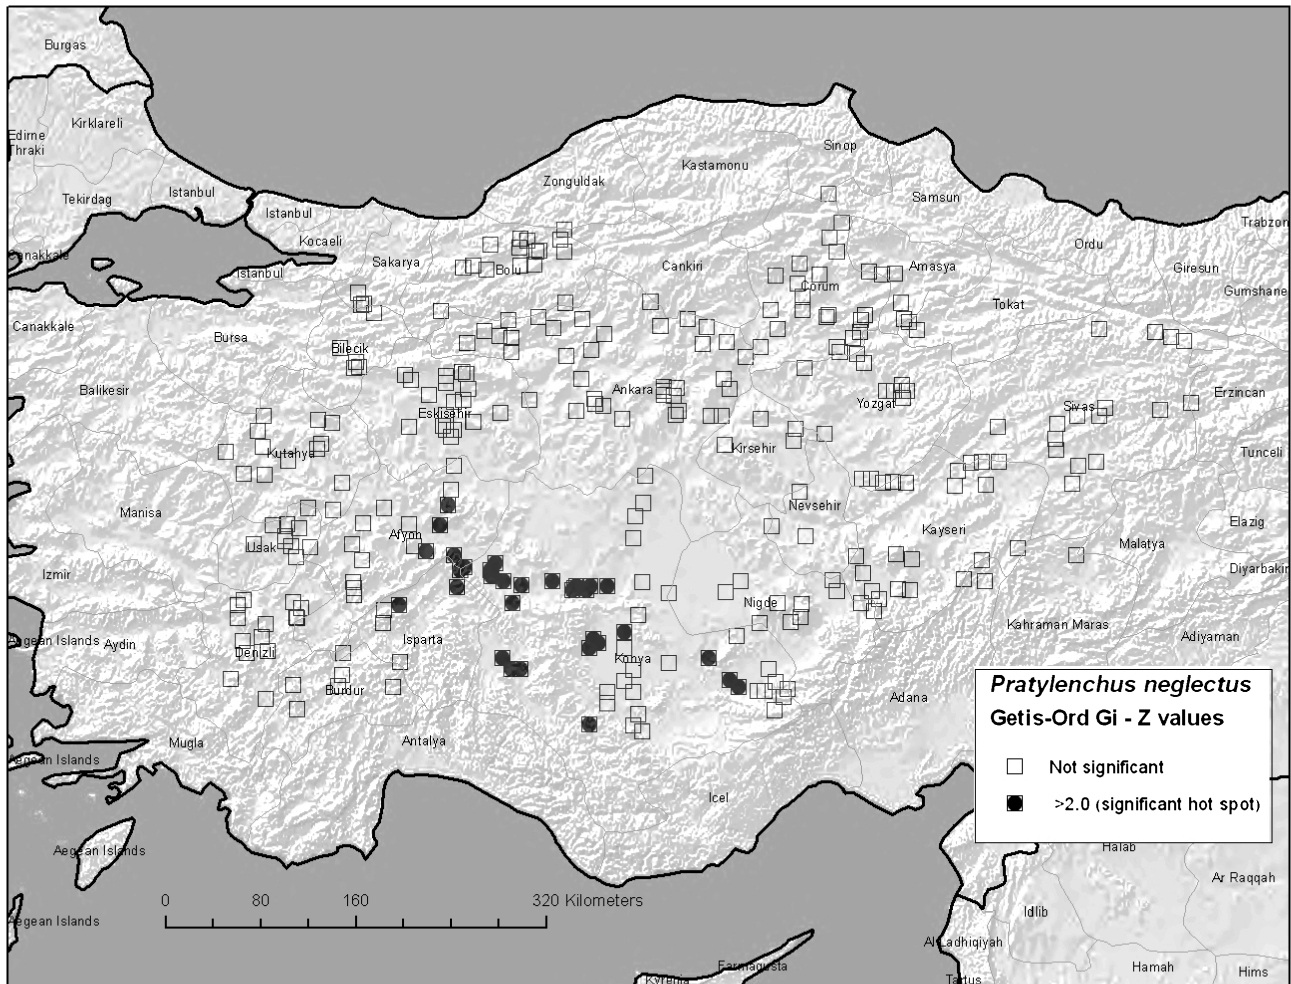 Burgas
Kirklareli
Edirne
Thraki
Tekirdag
Istanbul
Istanbul
Kocaeli
Canakkale
Istanbul
Sakarya
Zonguldak
Kastamonu
Sinop
Samsun
Trabzon
Ordu
Giresun
Gumshane
Bolu
Cankiri
Corum
Amasya
Tokat
Canakkale
Bursa
Bilecik
Balikesir
Eskisehir
Ankara
Yozgat
Sivas
Erzincan
Kutahya
Kirsehir
Tunceli
Manisa
Nevsehir
Kayseri
Elazig
Usak
Afyon
Malatya
Diyarbakir
Izmir
Nigde
Kahraman Maras
Adiyaman
Aegean Islands
Aydin
Denizli
Isparta
Konya
Burdur
Adana
Mugla
Antalya
Aegean Islands
Icel
Pratylenchus neglectus
Getis-Ord Gi - Z values
Not significant
>2.0 (significant hot spot)
Aegean Islands
Halab
Ar Raqqah
0 80 160 320 Kilometers
Aegean Islands
Idlib
Al Ladhiqiyah
Farmagusta
Hamah
Hims
Kyrenia
Tartus